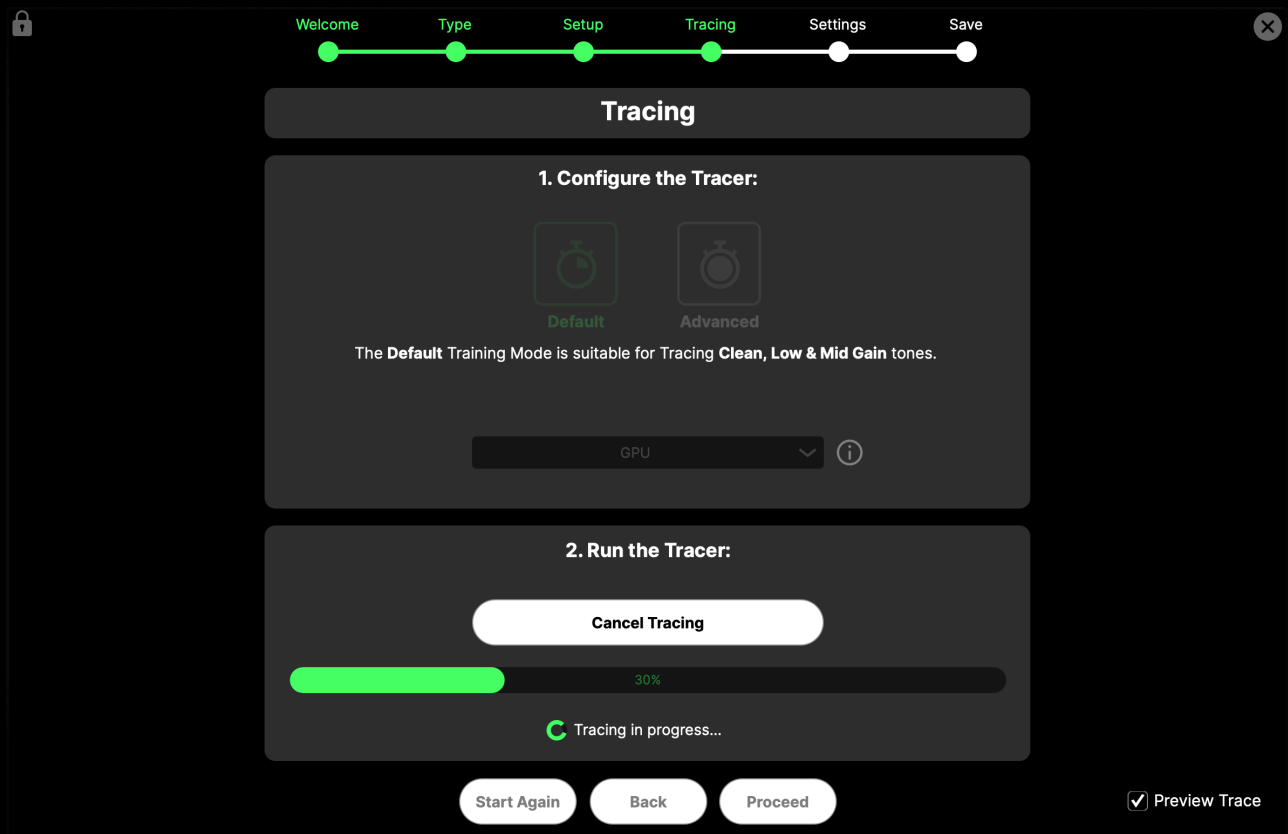 Welcome Type Setup Tracing Settings Save
Tracing
1. Configure the Tracer:
Default Advanced
The Default Training Mode is suitable for Tracing Clean, Low & Mid Gain tones.
GPU
2. Run the Tracer:
Cancel Tracing
30%
Tracing in progress...
Start Again Back Proceed Preview Trace